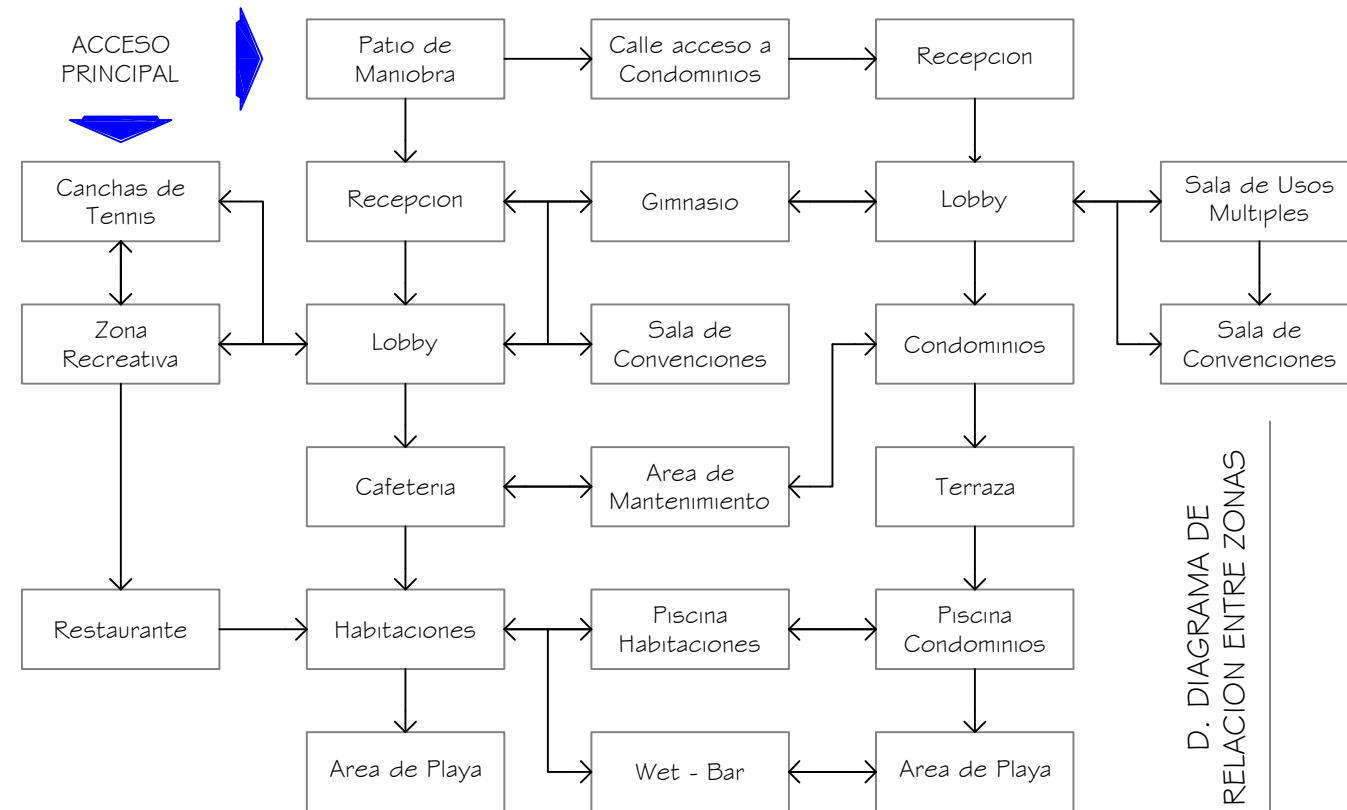 ACCESO
PRINCIPAL
Patio de
Maniobra
Calle acceso a
Condominios
Recepcion
Canchas de
Tennis
Recepcion
Gimnasio
Lobby
Sala de Usos
Multiples
Zona
Recreativa
Lobby
Sala de
Convenciones
Condominios
Sala de
Convenciones
Cafeteria
Area de
Mantenimiento
Terraza
Restaurante
Habitaciones
Piscina
Habitaciones
Piscina
Condominios
Area de Playa
Wet - Bar
Area de Playa
D. DIAGRAMA DE
RELACION ENTRE ZONAS